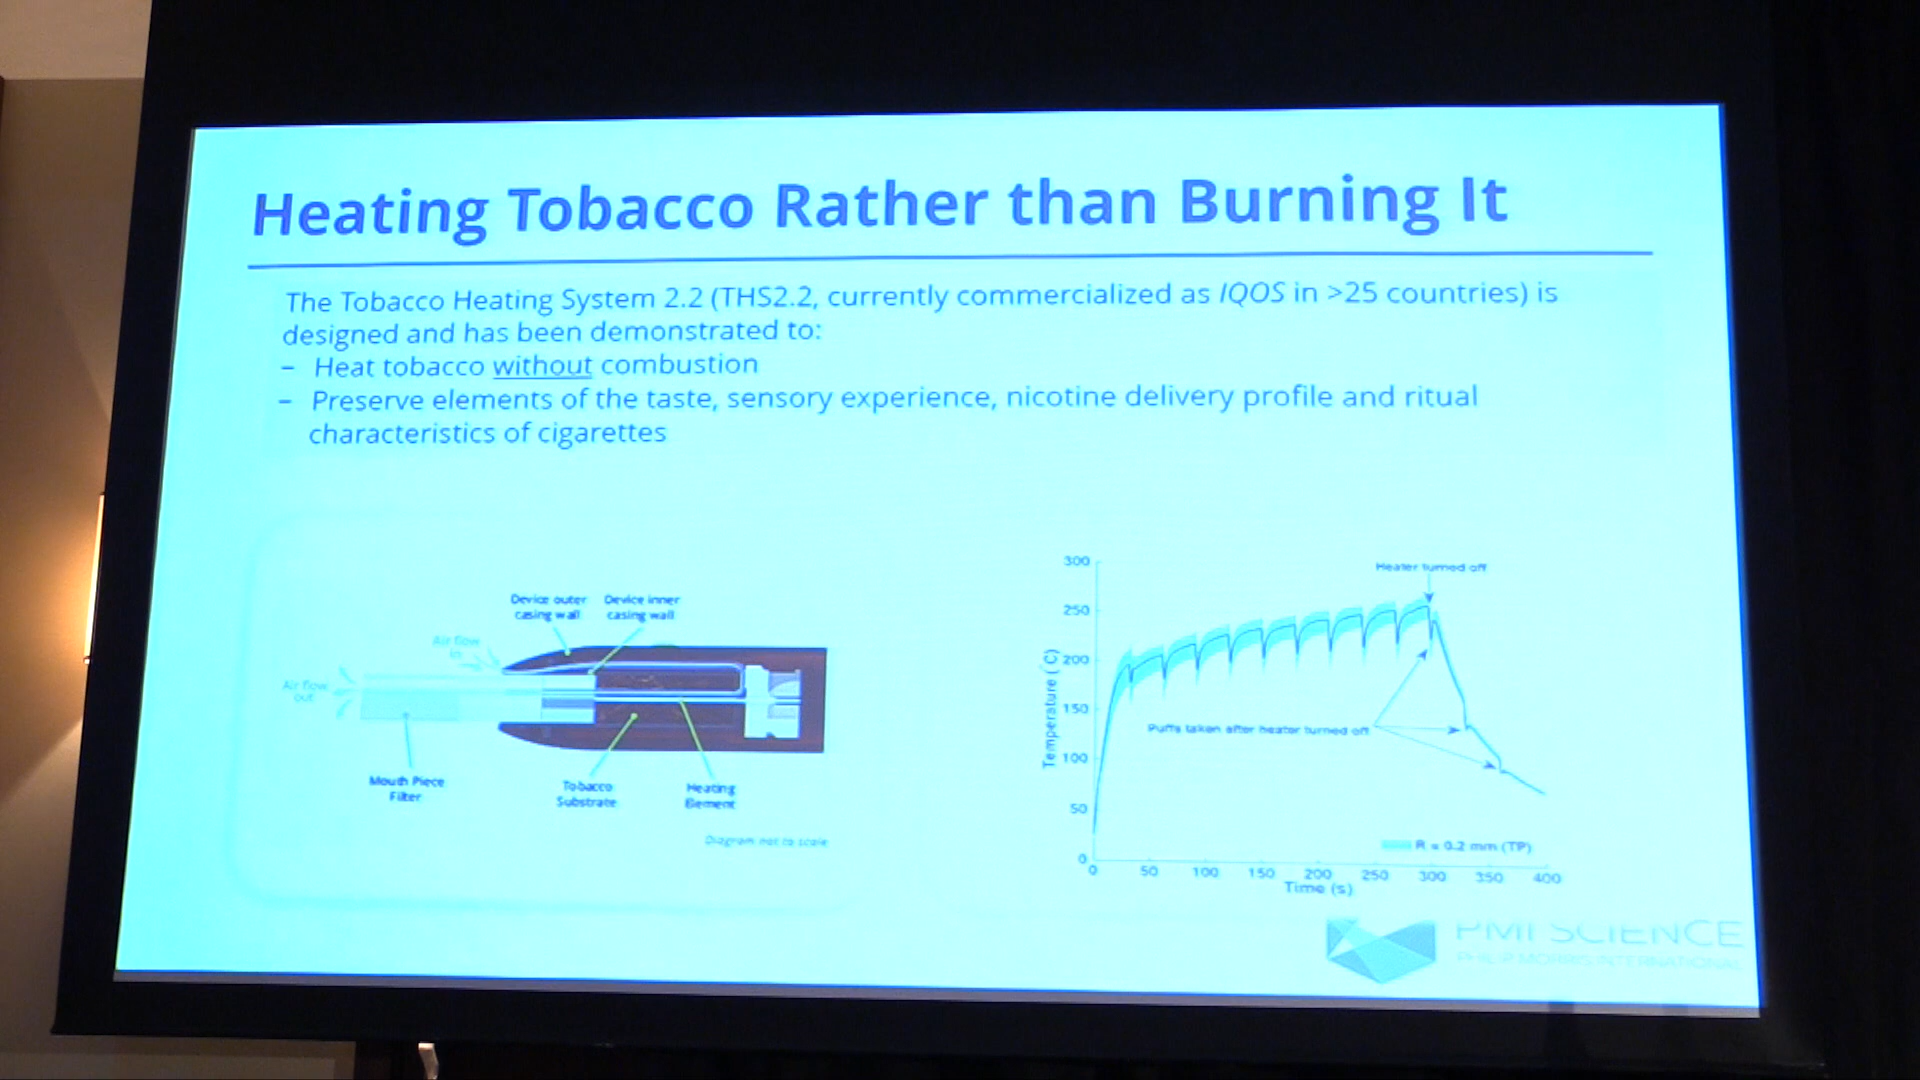 Heating Tobacco Rather than Burning It
The Tobacco Heating System 2.2 (THS2.2, currently commercialized as IQOS in >25 countries) is
designed and has been demonstrated to:
– Heat tobacco without combustion
– Preserve elements of the taste, sensory experience, nicotine delivery profile and ritual
characteristics of cigarettes
Device outer
casing wall
Device inner
casing wall
Air flow
in
Air flow
out
Mouth Piece
Filter
Tobacco
Substrate
Heating
Element
Diagram not to scale
Heater turned off
Puffs taken after heater turned off
Temperature (°C)
300
250
200
150
100
50
0
R = 0.2 mm (TP)
0 50 100 150 200 250 300 350 400
Time (s)
PMI SCIENCE
PHILIP MORRIS INTERNATIONAL